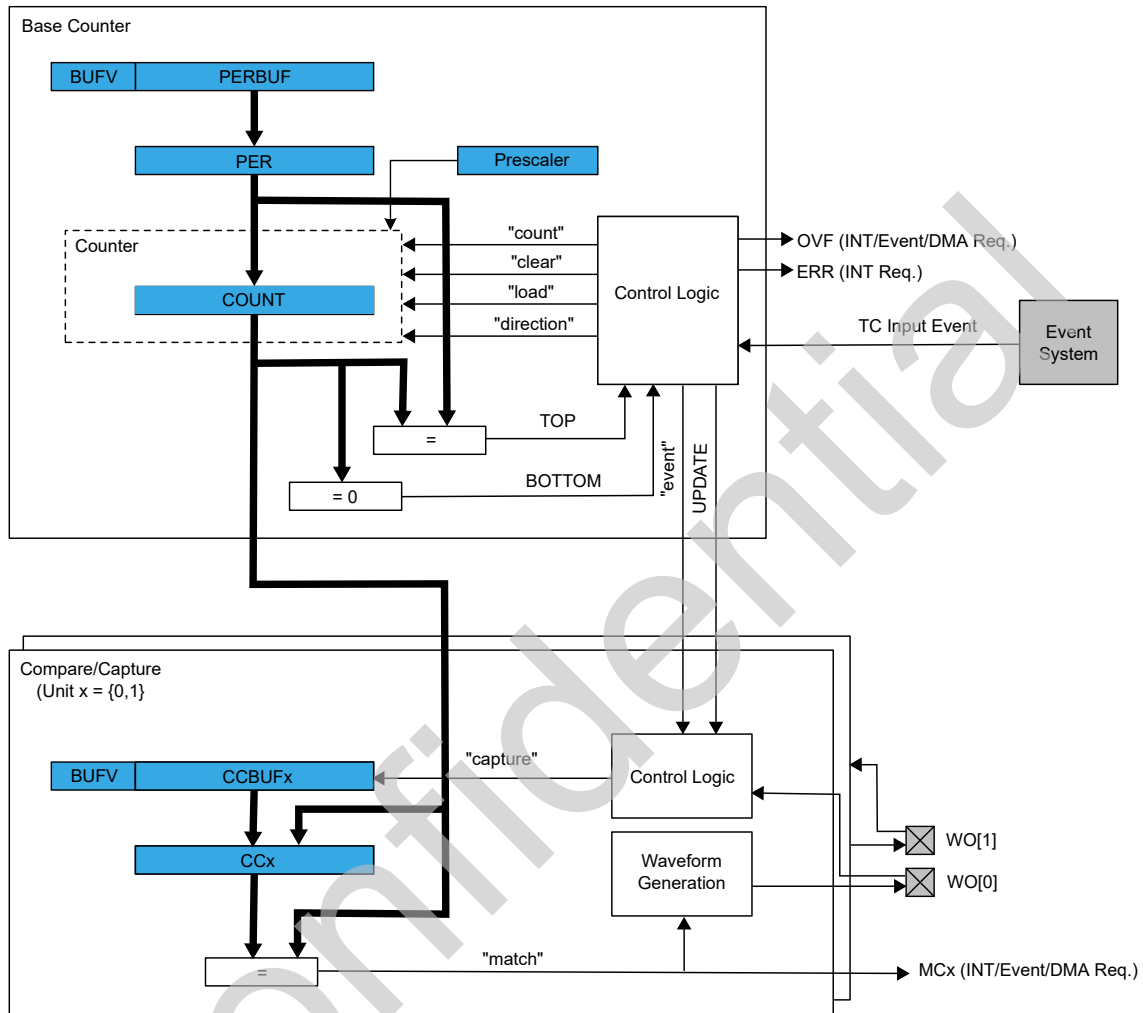 Base Counter
BUFV
PERBUF
PER
Prescaler
Counter
COUNT
"count"
"clear"
"load"
"direction"
Control Logic
OVF (INT/Event/DMA Req.)
ERR (INT Req.)
TC Input Event
Event
System
=
TOP
= 0
BOTTOM
"event"
UPDATE
Compare/Capture
(Unit x = {0,1}
BUFV
CCBUFx
"capture"
Control Logic
CCx
Waveform
Generation
WO[1]
WO[0]
=
"match"
MCx (INT/Event/DMA Req.)
onfidential